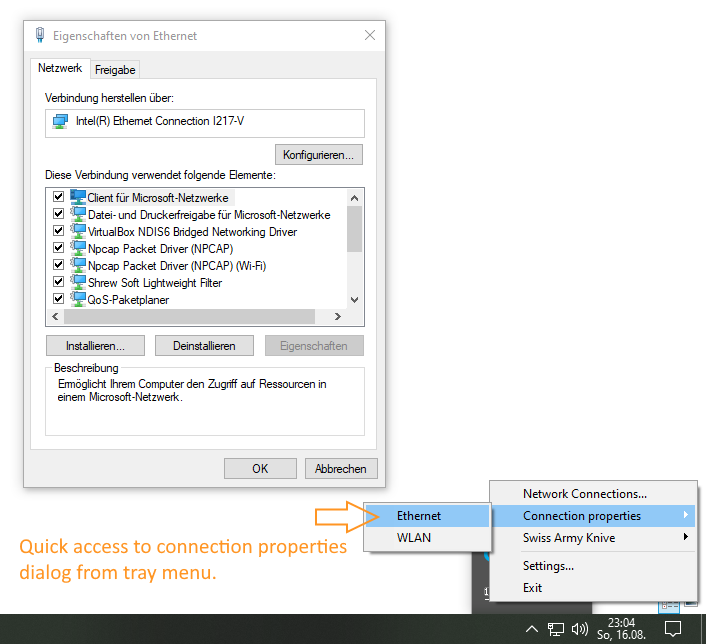 Eigenschaften von Ethernet
Netzwerk
Freigabe
Verbindung herstellen über:
Intel(R) Ethernet Connection I217-V
Konfigurieren...
Diese Verbindung verwendet folgende Elemente:
Client für Microsoft-Netzwerke
Datei- und Druckerfreigabe für Microsoft-Netzwerke
VirtualBox NDIS6 Bridged Networking Driver
Npcap Packet Driver (NPCAP)
Npcap Packet Driver (NPCAP) (Wi-Fi)
Shrew Soft Lightweight Filter
QoS-Paketplaner
Installieren...
Deinstallieren
Eigenschaften
Beschreibung
Ermöglicht Ihrem Computer den Zugriff auf Ressourcen in
einem Microsoft-Netzwerk.
OK
Abbrechen
Network Connections...
Connection properties
Swiss Army Knive
Settings...
Exit
Ethernet
WLAN
Quick access to connection properties
dialog from tray menu.
23:04
So, 16.08.